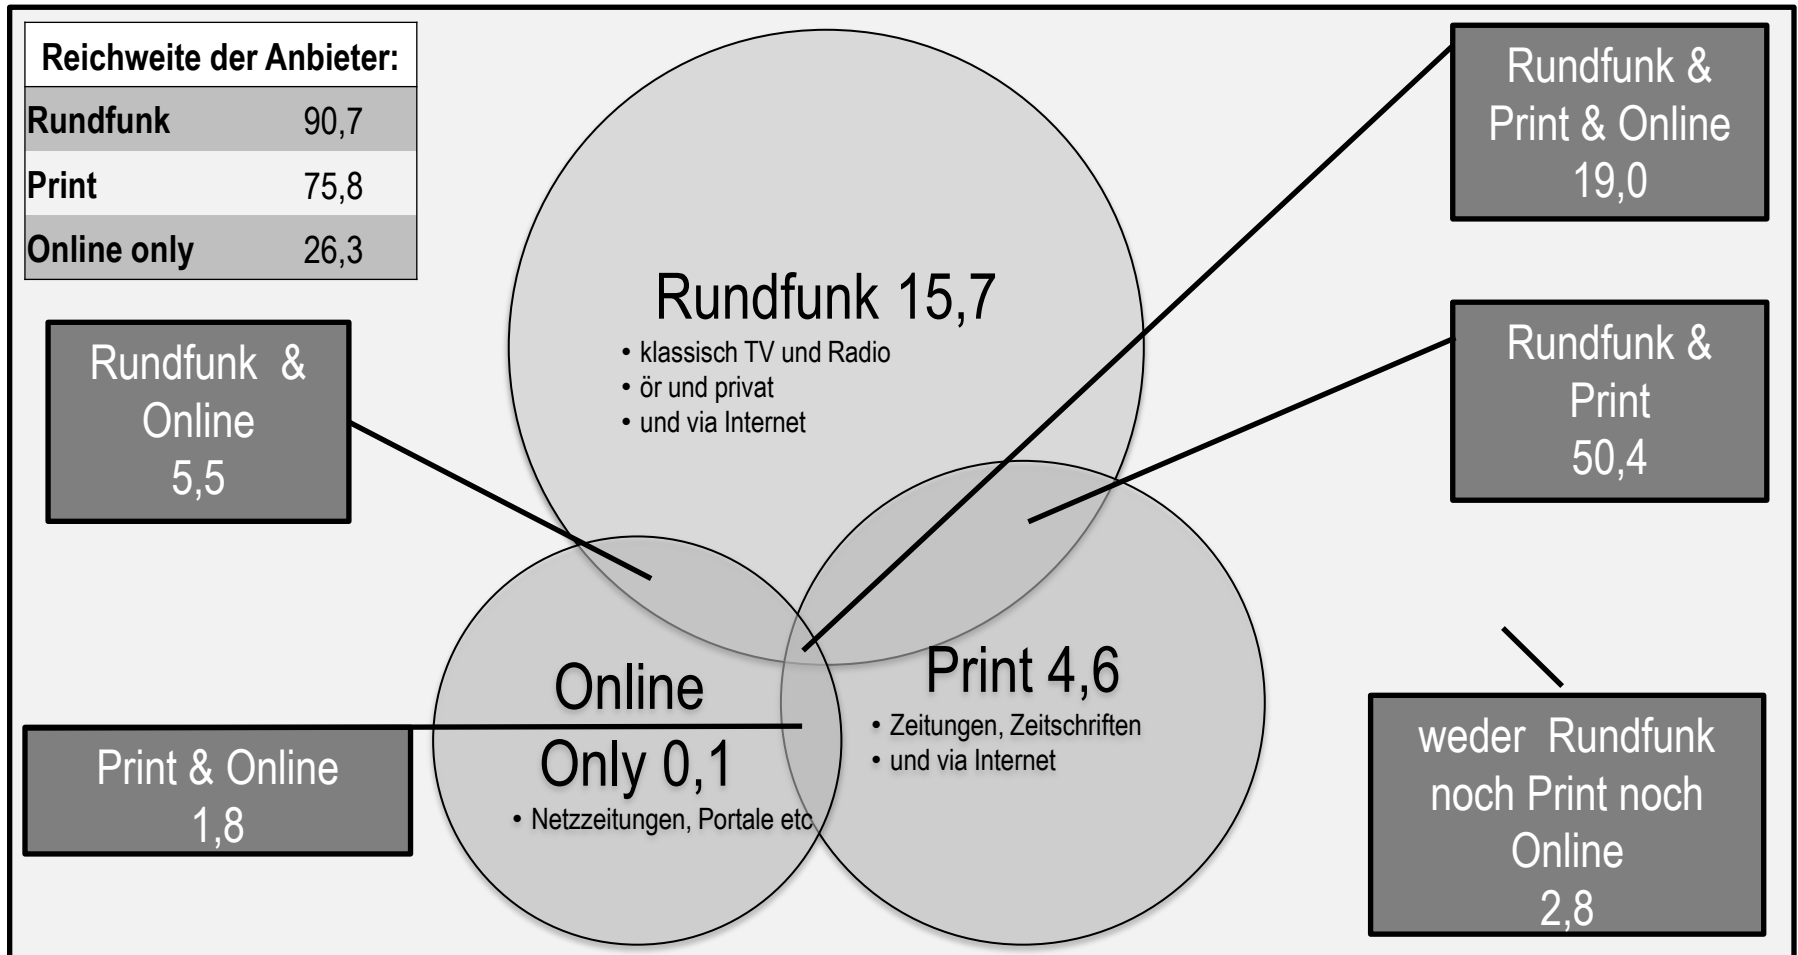 Reichweite der Anbieter:
Rundfunk 90,7
Print 75,8
Online only 26,3
Rundfunk &
Print & Online
19,0
Rundfunk 15,7
• klassisch TV und Radio
• ör und privat
• und via Internet
Rundfunk &
Online
5,5
Rundfunk &
Print
50,4
Online
Only 0,1
• Netzzeitungen, Portale etc
Print 4,6
• Zeitungen, Zeitschriften
• und via Internet
Print & Online
1,8
weder Rundfunk
noch Print noch
Online
2,8